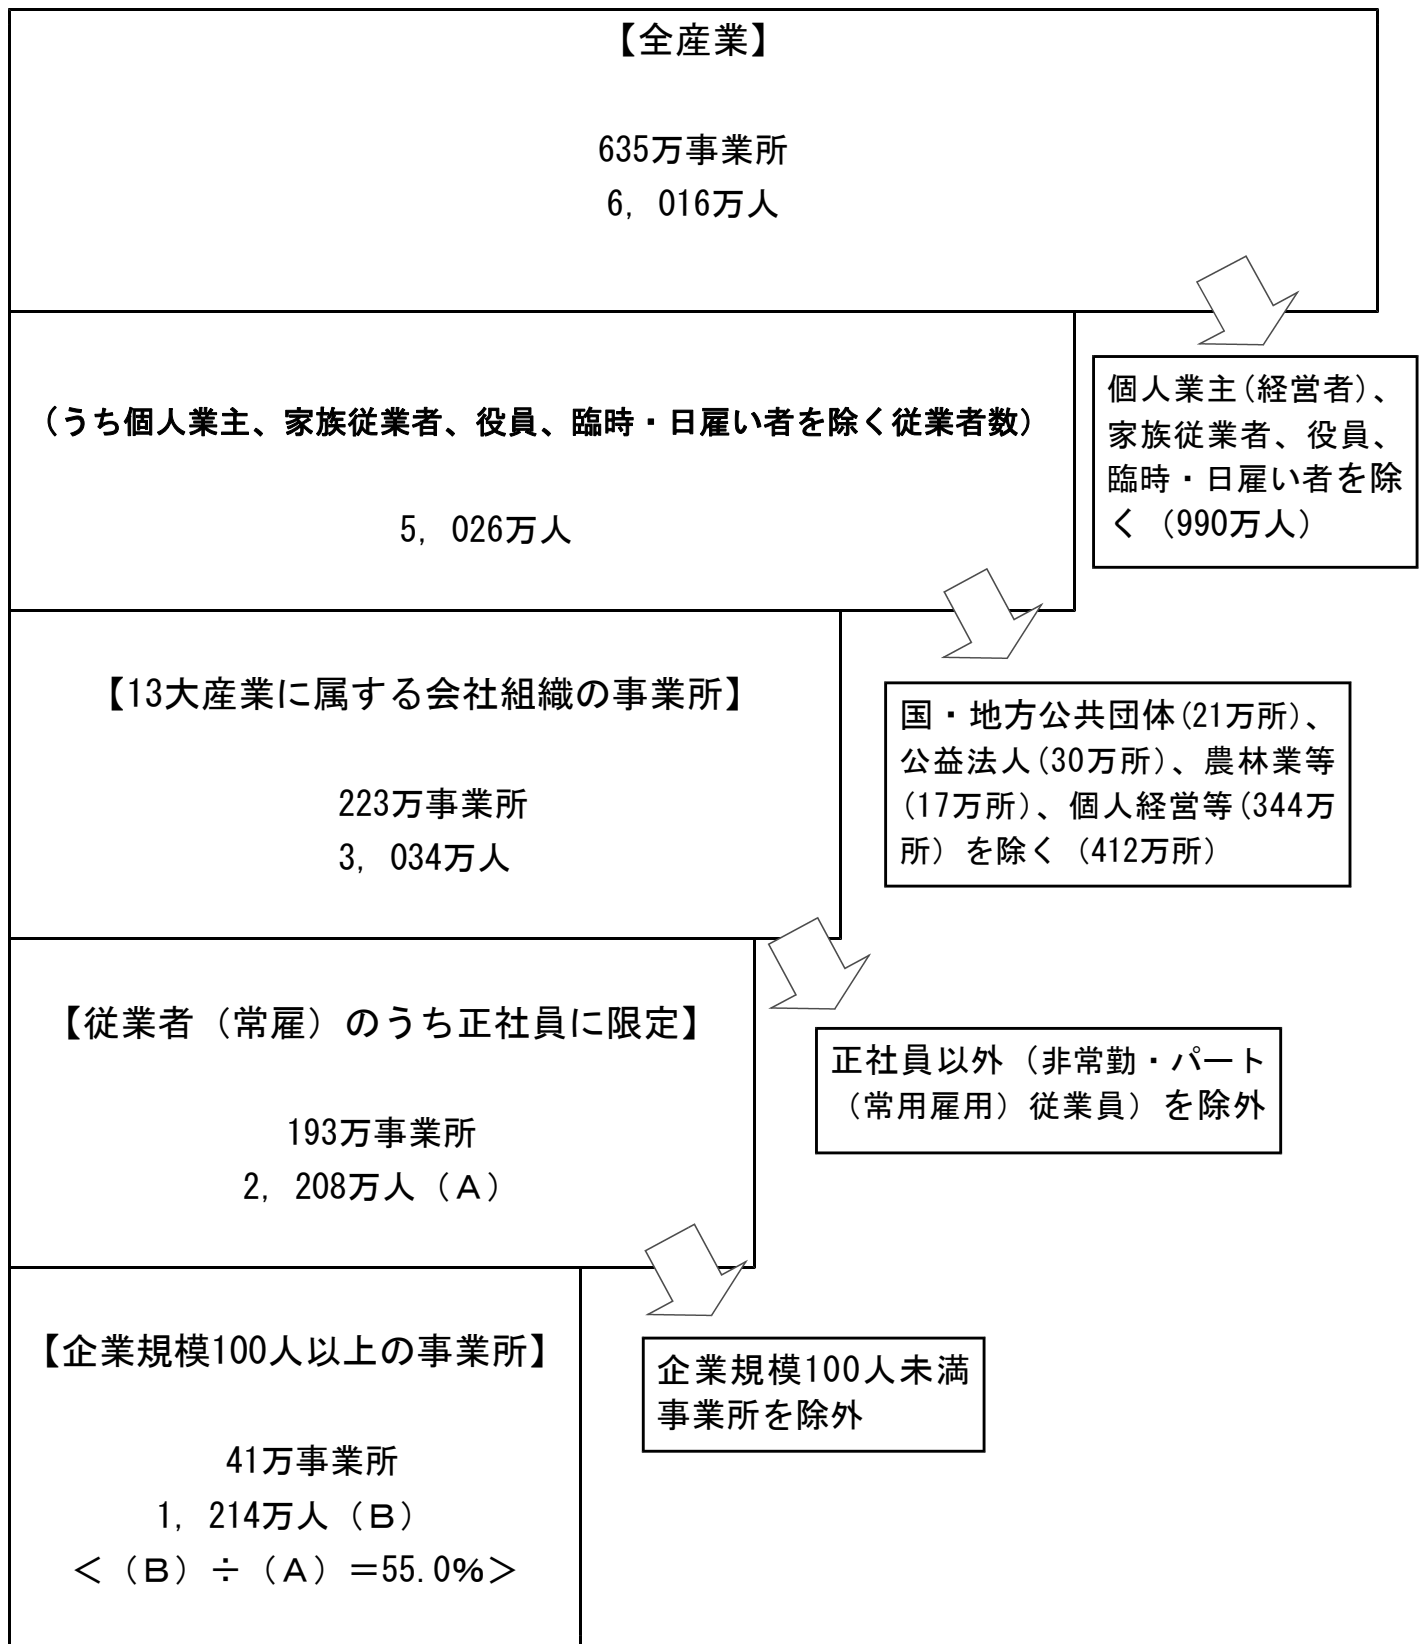 【全産業】
635万事業所
6，016万人
（うち個人業主、家族従業者、役員、臨時・日雇い者を除く従業者数）
5，026万人
個人業主（経営者）、
家族従業者、役員、
臨時・日雇い者を除
く（990万人）
【13大産業に属する会社組織の事業所】
223万事業所
3，034万人
国・地方公共団体（21万所）、
公益法人（30万所）、農林業等
（17万所）、個人経営等（344万
所）を除く（412万所）
【従業者（常雇）のうち正社員に限定】
193万事業所
2，208万人（Ａ）
正社員以外（非常勤・パート
（常用雇用）従業員）を除外
【企業規模100人以上の事業所】
41万事業所
1，214万人（Ｂ）
＜（Ｂ）÷（Ａ）＝55.0%＞
企業規模100人未満
事業所を除外